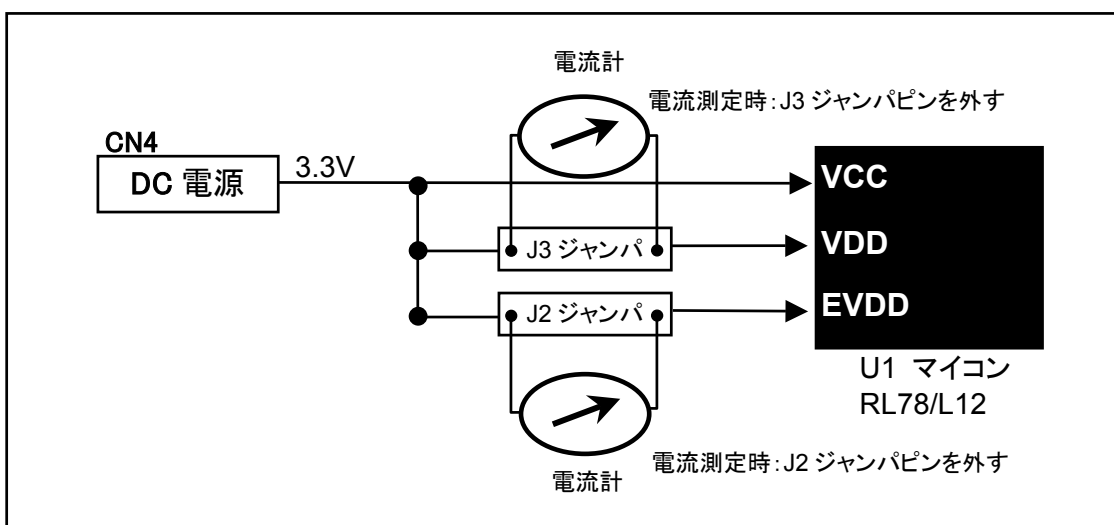 電流計
電流測定時:J3 ジャンパピンを外す
CN4
DC 電源
3.3V
VCC
J3 ジャンパ
VDD
J2 ジャンパ
EVDD
U1 マイコン
RL78/L12
電流測定時:J2 ジャンパピンを外す
電流計